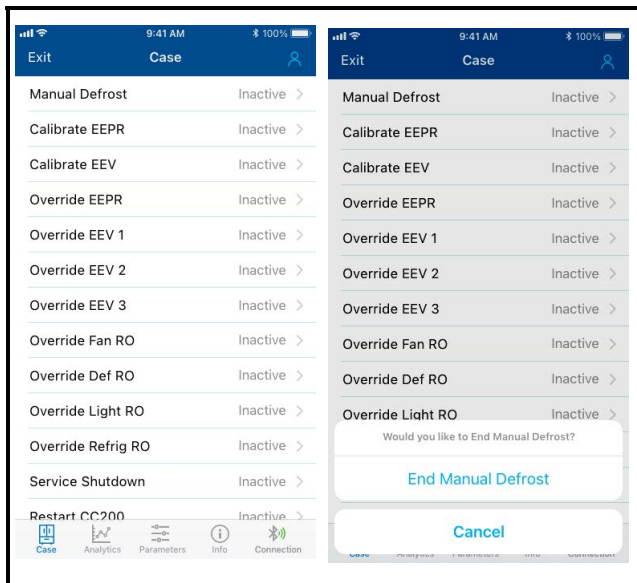 9:41 AM 100%
Exit Case
Manual Defrost Inactive >
Calibrate EEPR Inactive >
Calibrate EEV Inactive >
Override EEPR Inactive >
Override EEV 1 Inactive >
Override EEV 2 Inactive >
Override EEV 3 Inactive >
Override Fan RO Inactive >
Override Def RO Inactive >
Override Light RO Inactive >
Override Refrig RO Inactive >
Service Shutdown Inactive >
Restart CC200 Inactive >
Case Analytics Parameters Info Connection
9:41 AM 100%
Exit Case
Manual Defrost Inactive >
Calibrate EEPR Inactive >
Calibrate EEV Inactive >
Override EEPR Inactive >
Override EEV 1 Inactive >
Override EEV 2 Inactive >
Override EEV 3 Inactive >
Override Fan RO Inactive >
Override Def RO Inactive >
Override Light RO Inactive >
Would you like to End Manual Defrost?
End Manual Defrost
Cancel
Case Analytics Parameters Info Connection